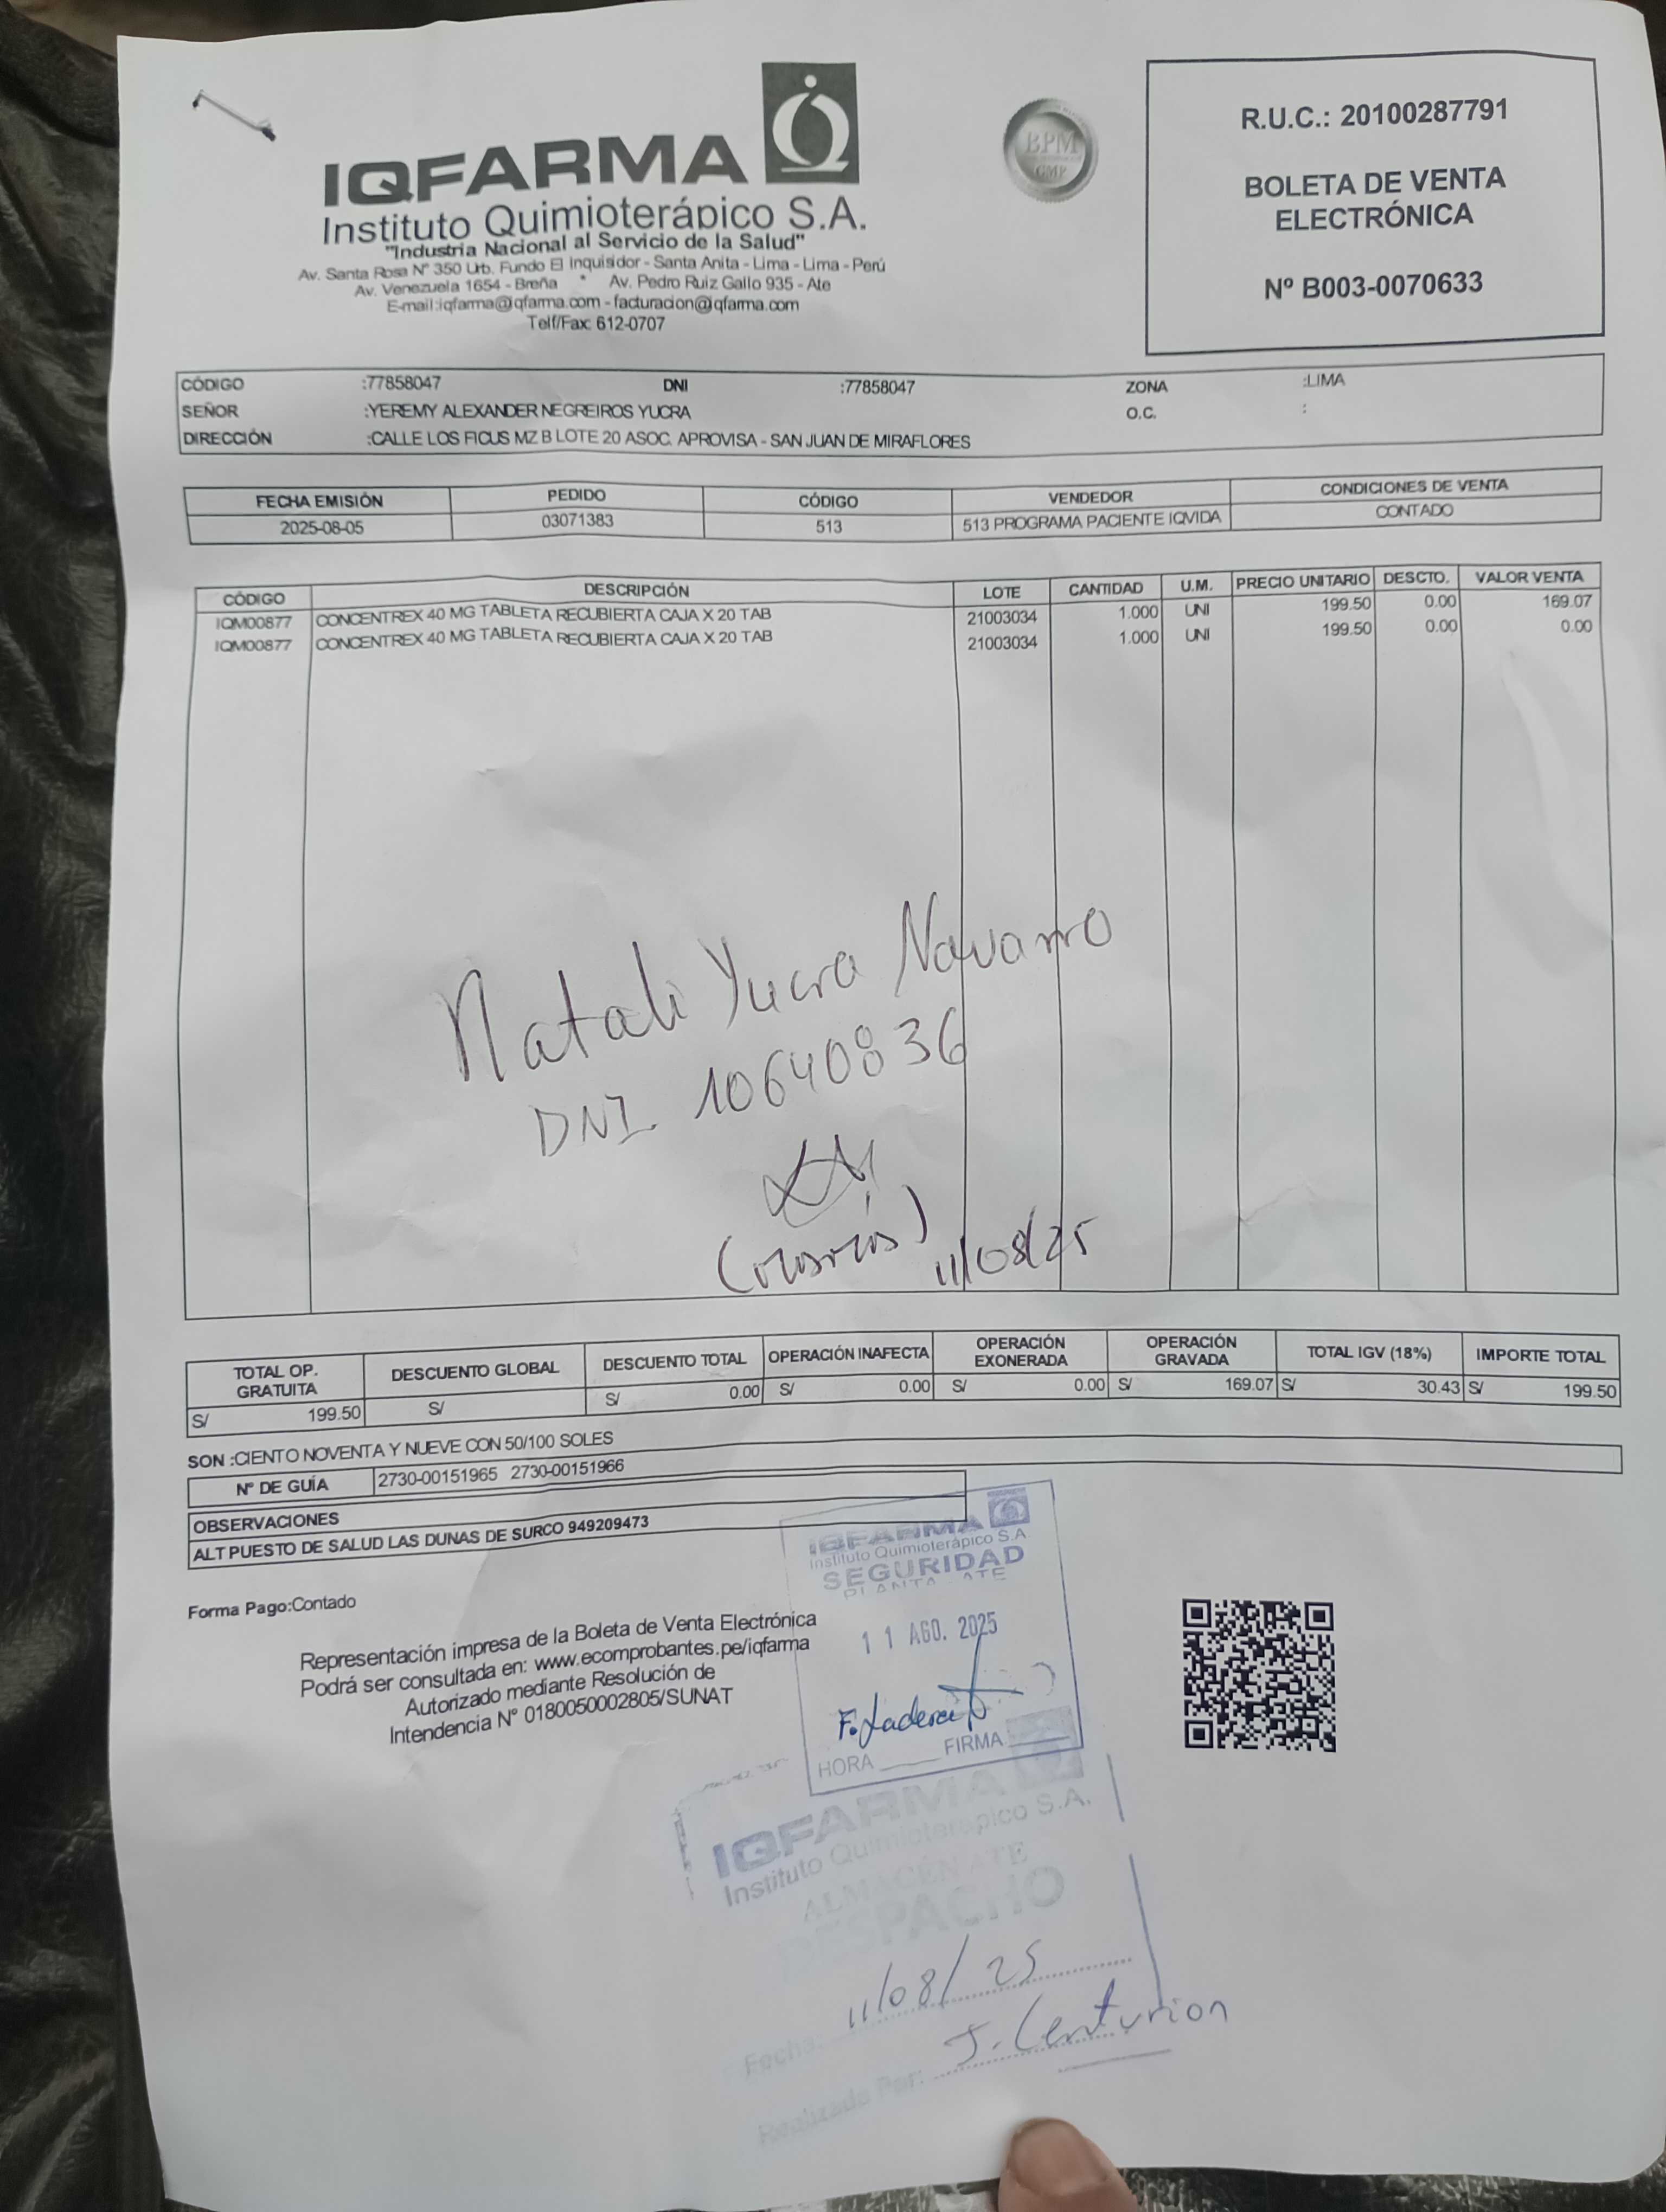 IQFARMA
Instituto Quimioterápico S.A.
"Industria Nacional al Servicio de la Salud"
Av. Santa Rosa N° 350 Urb. Fundo El Inquisidor - Santa Anita - Lima - Lima - Perú
Av. Venezuela 1654 - Breña * Av. Pedro Ruiz Gallo 935 - Ate
E-mail:iqfarma@iqfarma.com - facturacion@iqfarma.com
Telf/Fax: 612-0707
BPM
GMP
R.U.C.: 20100287791
BOLETA DE VENTA
ELECTRÓNICA
Nº B003-0070633
CÓDIGO :77858047 DNI :77858047 ZONA :LIMA
SEÑOR :YEREMY ALEXANDER NEGREIROS YUCRA O.C. :
DIRECCIÓN :CALLE LOS FICUS MZ B LOTE 20 ASOC. APROVISA - SAN JUAN DE MIRAFLORES
FECHA EMISIÓN PEDIDO CÓDIGO VENDEDOR CONDICIONES DE VENTA
2025-08-05 03071383 513 513 PROGRAMA PACIENTE IQVIDA CONTADO
CÓDIGO DESCRIPCIÓN LOTE CANTIDAD U.M. PRECIO UNITARIO DESCTO. VALOR VENTA
IQM00877 CONCENTREX 40 MG TABLETA RECUBIERTA CAJA X 20 TAB 21003034 1.000 UNI 199.50 0.00 169.07
IQM00877 CONCENTREX 40 MG TABLETA RECUBIERTA CAJA X 20 TAB 21003034 1.000 UNI 199.50 0.00 0.00
Natali Yucra Navarro
DNI 10640836
11/08/25
TOTAL OP. GRATUITA DESCUENTO GLOBAL DESCUENTO TOTAL OPERACIÓN INAFECTA OPERACIÓN EXONERADA OPERACIÓN GRAVADA TOTAL IGV (18%) IMPORTE TOTAL
S/ 199.50 S/ S/ 0.00 S/ 0.00 S/ 0.00 S/ 169.07 S/ 30.43 S/ 199.50
SON :CIENTO NOVENTA Y NUEVE CON 50/100 SOLES
N° DE GUÍA 2730-00151965 2730-00151966
OBSERVACIONES
ALT PUESTO DE SALUD LAS DUNAS DE SURCO 949209473
Forma Pago:Contado
Representación impresa de la Boleta de Venta Electrónica
Podrá ser consultada en: www.ecomprobantes.pe/iqfarma
Autorizado mediante Resolución de
Intendencia N° 0180050002805/SUNAT
IQFARMA
Instituto Quimioterápico S.A
SEGURIDAD
PLANTA - ATE
11 AGO. 2025
HORA FIRMA
IQFARMA
Instituto Quimioterápico S.A.
ALMACÉN ATE
DESPACHO
Fecha: 11/08/25
Realizado Por: J. Centurion